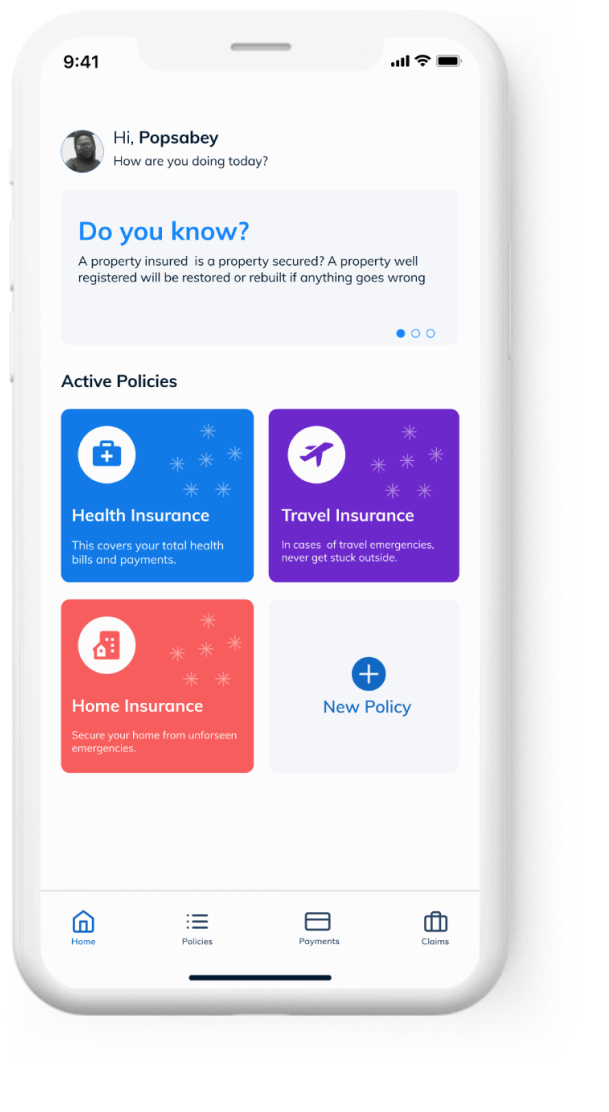 9:41
Hi, Popsabey
How are you doing today?
Do you know?
A property insured  is a property secured? A property well
registered will be restored or rebuilt if anything goes wrong
Active Policies
Health Insurance
This covers your total health
bills and payments.
Travel Insurance
In cases  of travel emergencies,
never get stuck outside.
Home Insurance
Secure your home from unforseen
emergencies.
New Policy
Home
Policies
Payments
Claims